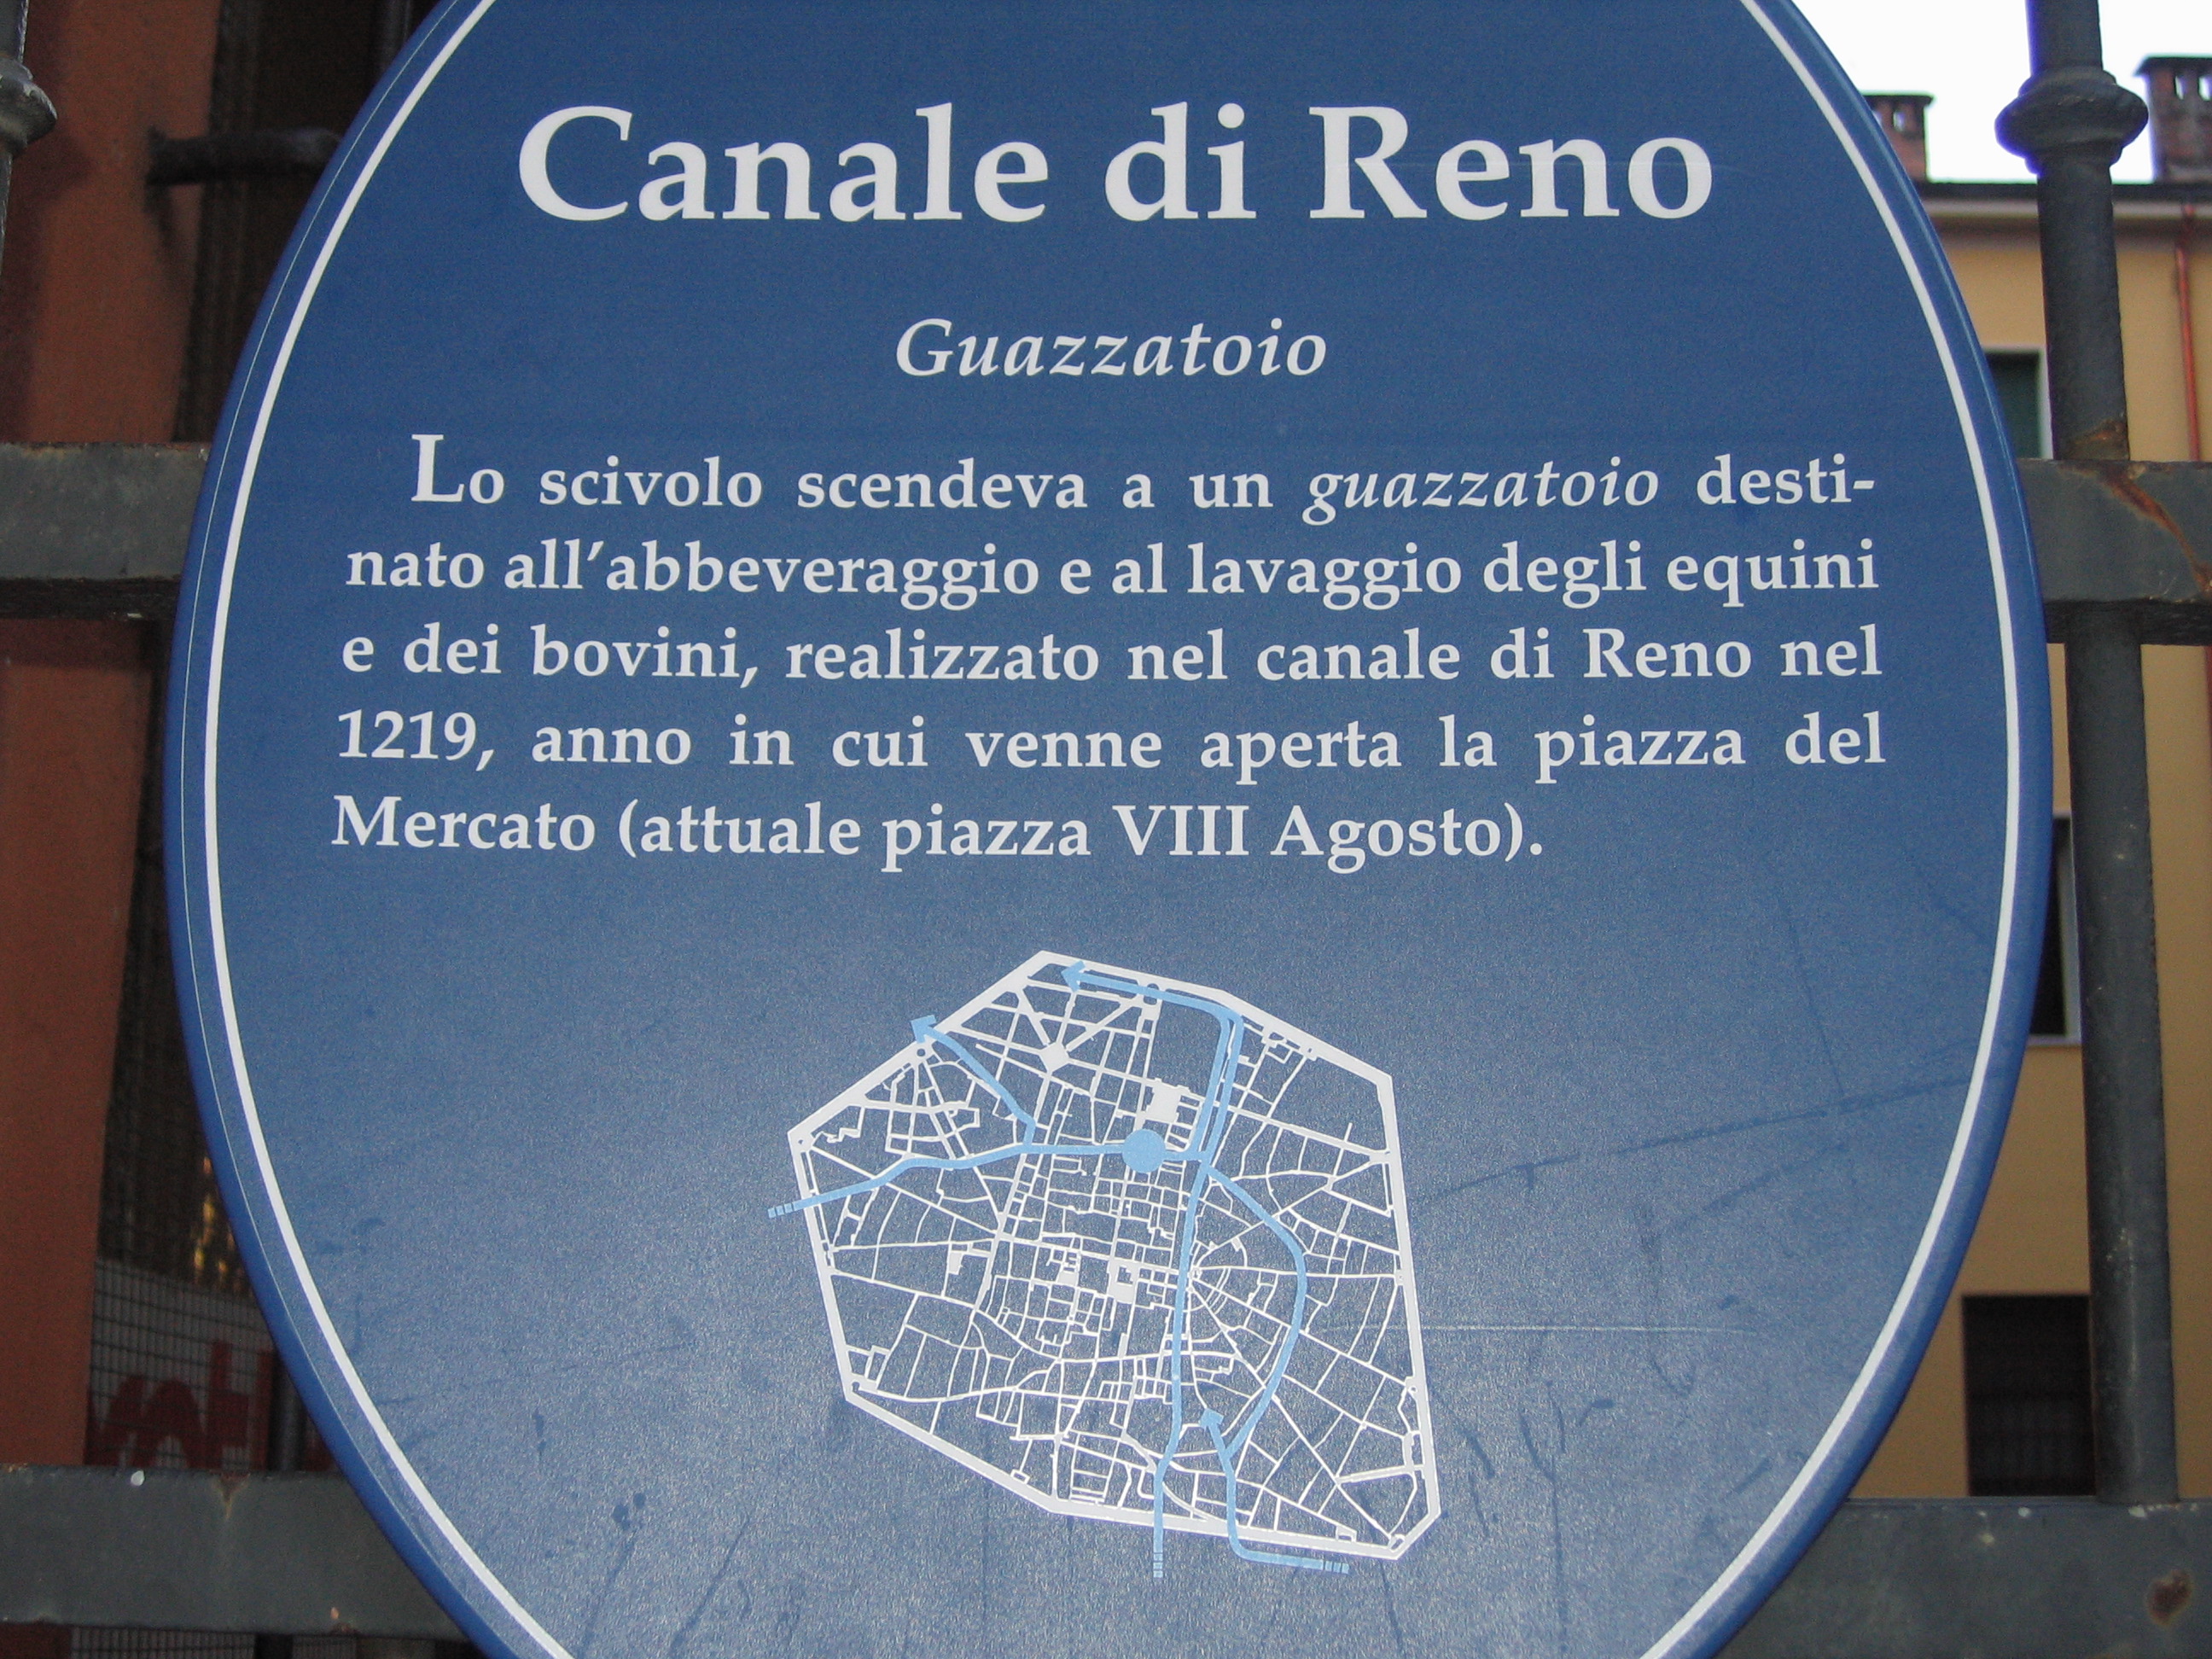 Canale di Reno
Guazzatoio
Lo scivolo scendeva a un guazzatoio desti-
nato all'abbeveraggio e al lavaggio degli equini
e dei bovini, realizzato nel canale di Reno nel
1219, anno in cui venne aperta la piazza del
Mercato (attuale piazza VIII Agosto).